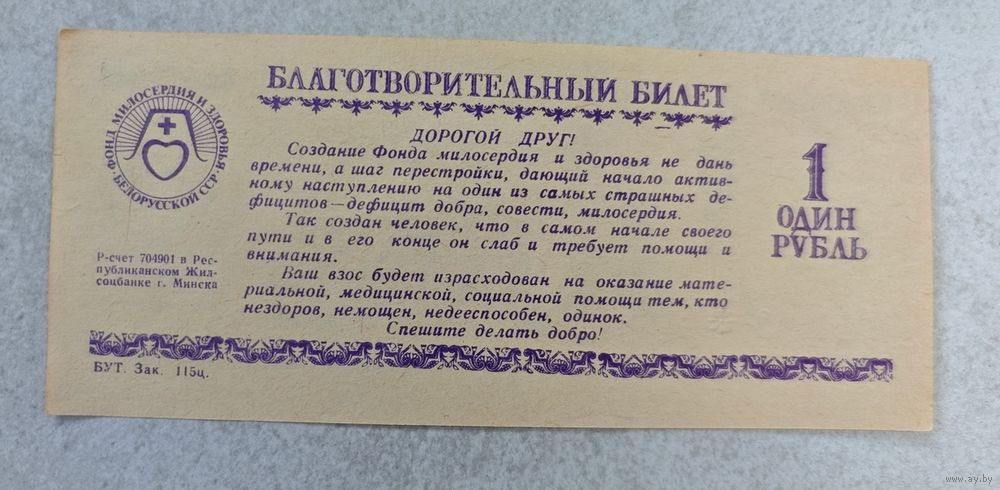 БЛАГОТВОРИТЕЛЬНЫЙ БИЛЕТ
ФОНД МИЛОСЕРДИЯ И ЗДОРОВЬЯ
БЕЛОРУССКОЙ ССР
ДОРОГОЙ ДРУГ!
Создание Фонда милосердия и здоровья не дань
времени, а шаг перестройки, дающий начало актив-
ному наступлению на один из самых страшных де-
фицитов—дефицит добра, совести, милосердия.
Так создан человек, что в самом начале своего
пути и в его конце он слаб и требует помощи и
внимания.
Ваш взос будет израсходован на оказание мате-
риальной, медицинской, социальной помощи тем, кто
нездоров, немощен, недееспособен, одинок.
Спешите делать добро!
1
ОДИН
РУБЛЬ
Р-счет 704901 в Рес-
публиканском Жил-
соцбанке г. Минска
БУТ. Зак. 115ц.
www.ay.by